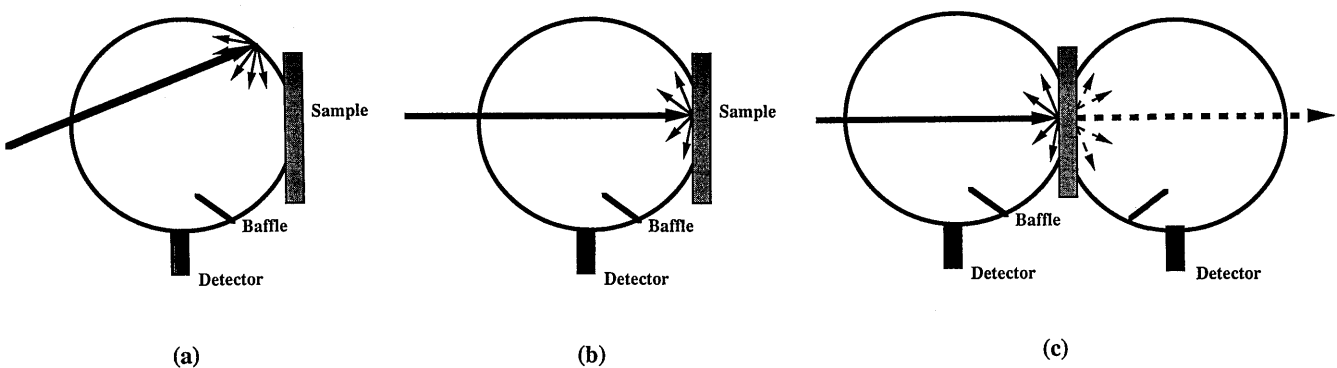 Sample
Baffle
Detector
(a)
Sample
Baffle
Detector
(b)
Baffle
Detector
Detector
(c)